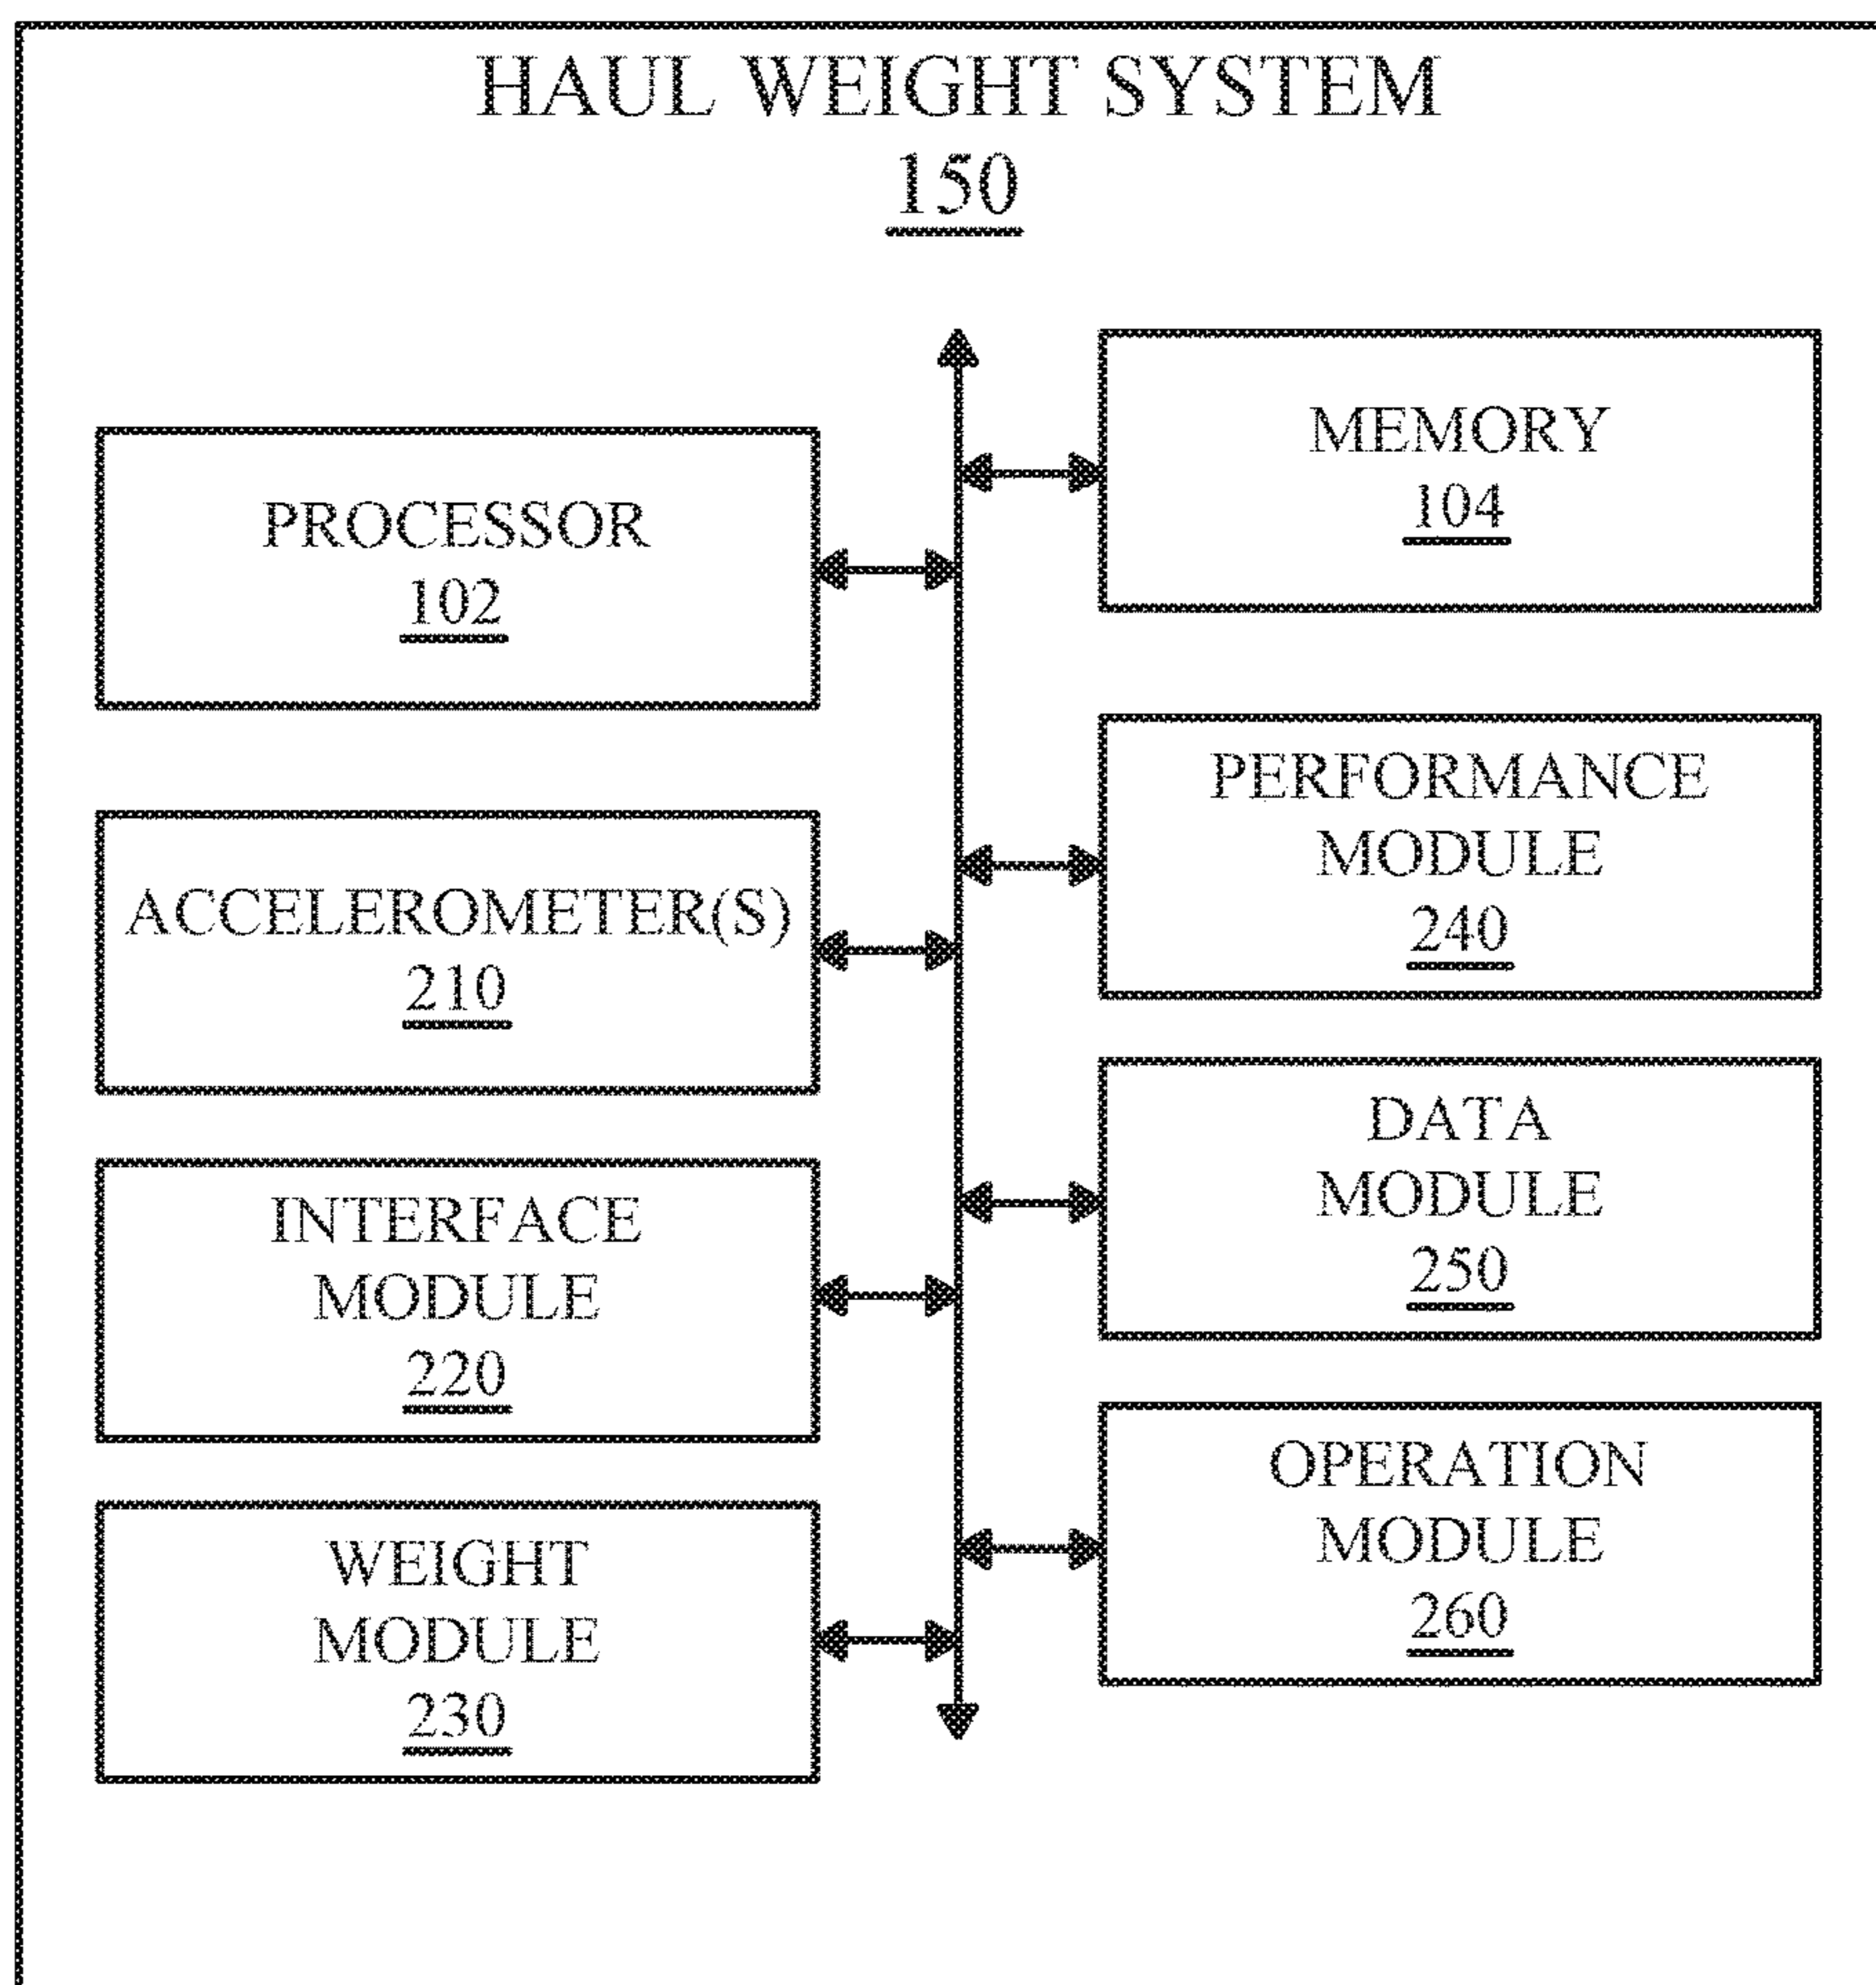 HAUL WEIGHT SYSTEM
150
PROCESSOR
102
ACCELEROMETER(S)
210
INTERFACE
MODULE
220
WEIGHT
MODULE
230
MEMORY
104
PERFORMANCE
MODULE
240
DATA
MODULE
250
OPERATION
MODULE
260